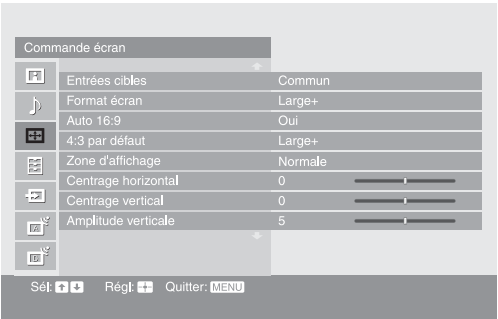 Commande écran
Entrées cibles Commun
Format écran Large+
Auto 16:9 Oui
4:3 par défaut Large+
Zone d'affichage Normale
Centrage horizontal 0
Centrage vertical 0
Amplitude verticale 5
A
B
Sél: Régl: Quitter: MENU